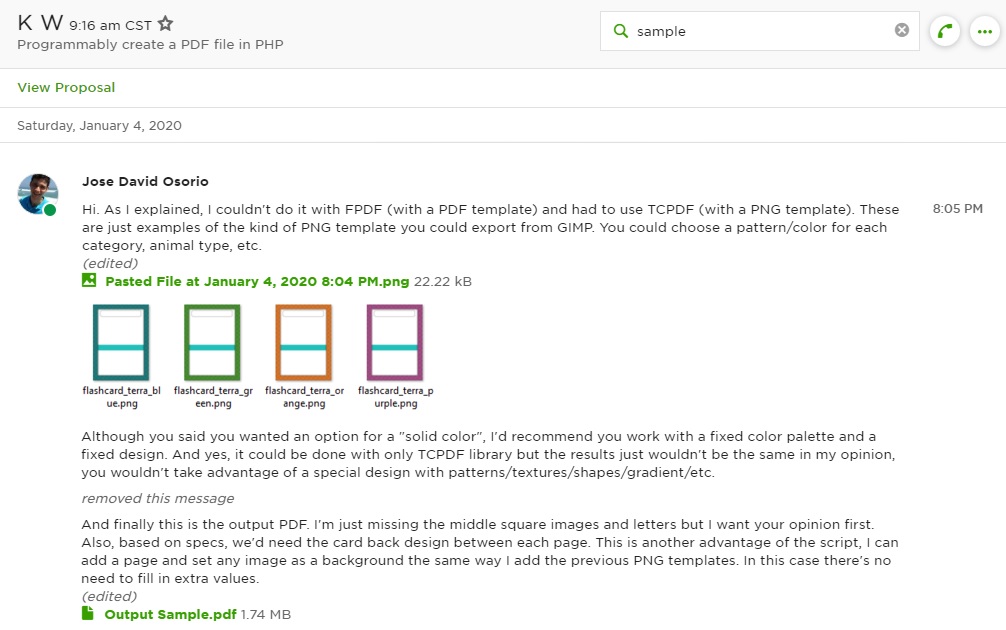 K W 9:16 am CST
Programmably create a PDF file in PHP
sample
View Proposal
Saturday, January 4, 2020
Jose David Osorio
Hi. As I explained, I couldn't do it with FPDF (with a PDF template) and had to use TCPDF (with a PNG template). These 8:05 PM
are just examples of the kind of PNG template you could export from GIMP. You could choose a pattern/color for each
category, animal type, etc.
(edited)
Pasted File at January 4, 2020 8:04 PM.png 22.22 kB
flashcard_terra_bl
ue.png
flashcard_terra_gr
een.png
flashcard_terra_or
ange.png
flashcard_terra_p
urple.png
Although you said you wanted an option for a "solid color", I'd recommend you work with a fixed color palette and a
fixed design. And yes, it could be done with only TCPDF library but the results just wouldn't be the same in my opinion,
you wouldn't take advantage of a special design with patterns/textures/shapes/gradient/etc.
removed this message
And finally this is the output PDF. I'm just missing the middle square images and letters but I want your opinion first.
Also, based on specs, we'd need the card back design between each page. This is another advantage of the script, I can
add a page and set any image as a background the same way I add the previous PNG templates. In this case there's no
need to fill in extra values.
(edited)
Output Sample.pdf 1.74 MB